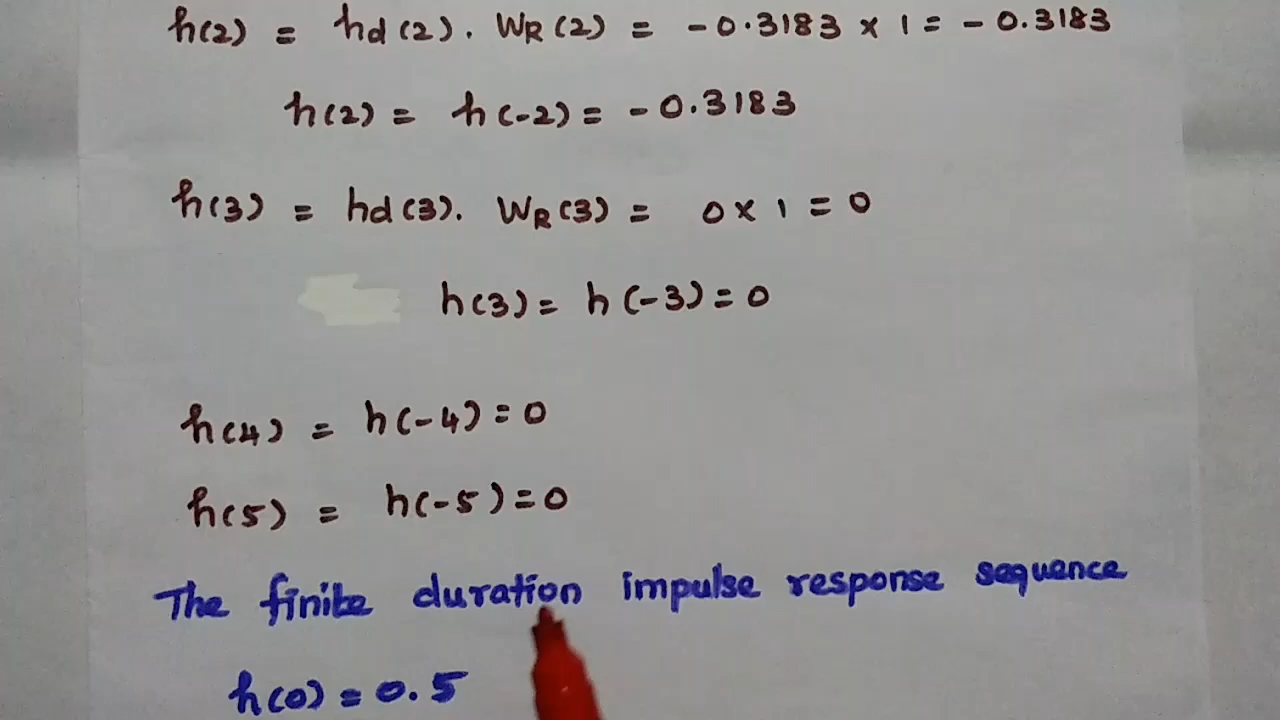 h(2) = hd(2). WR(2) = -0.3183 × 1 = -0.3183
h(2) = h(-2) = -0.3183
h(3) = hd(3). WR(3) = 0 × 1 = 0
h(3) = h(-3) = 0
h(4) = h(-4) = 0
h(5) = h(-5) = 0
The finite duration impulse response sequence
h(0) = 0.5